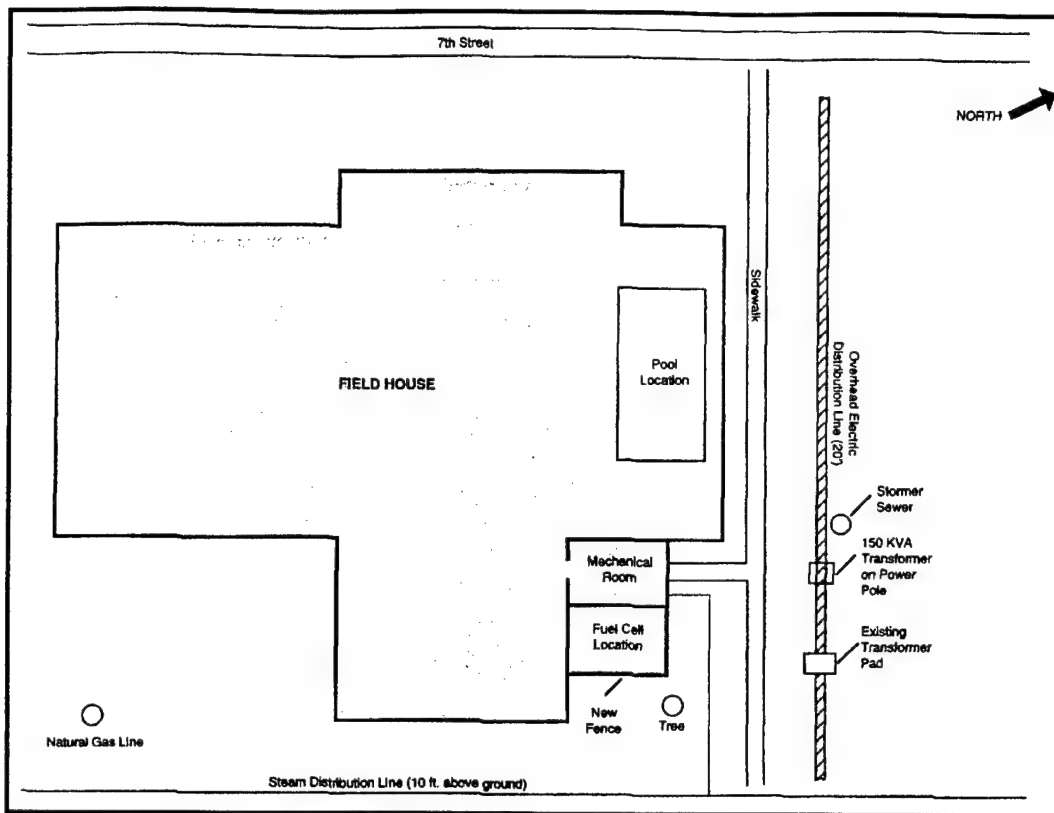 7th Street
NORTH
Sidewalk
Overhead Electric
Distribution Line (20')
Pool
Location
FIELD HOUSE
Stormer
Sewer
150 KVA
Transformer
on Power
Pole
Mechanical
Room
Fuel Cell
Location
Existing
Transformer
Pad
New
Fence
Tree
Natural Gas Line
Steam Distribution Line (10 ft. above ground)